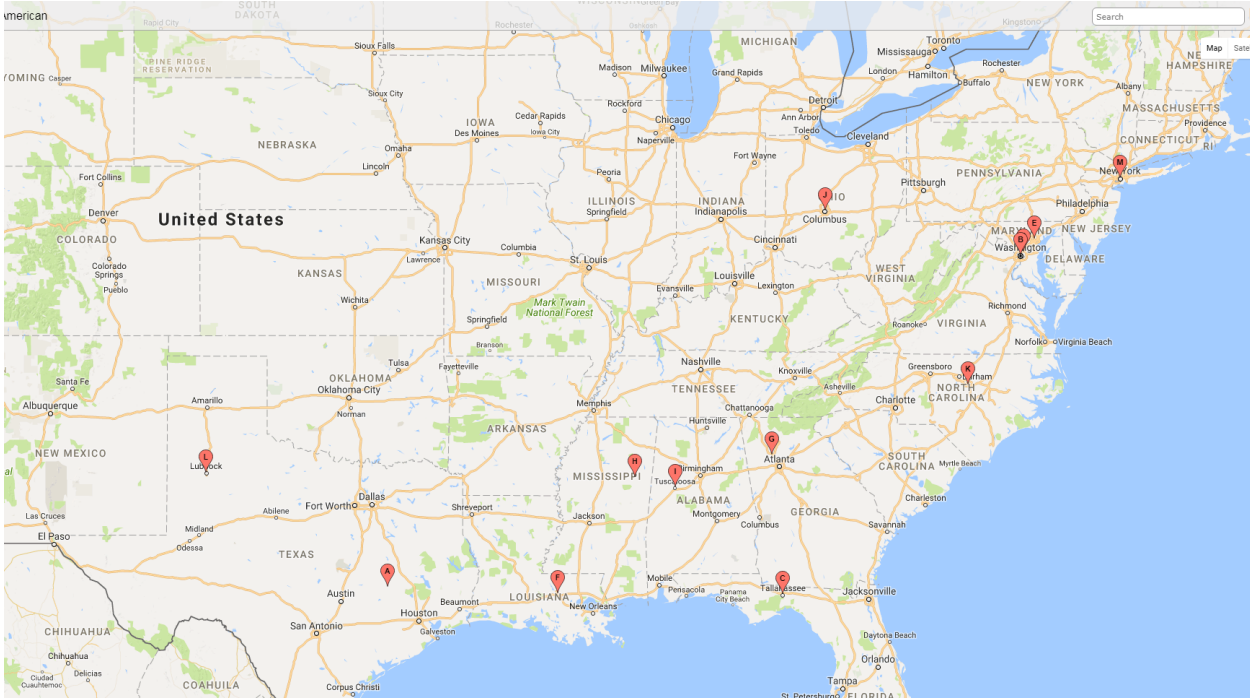 American
Search
Map
Sate
SOUTH
DAKOTA
Rapid City
Rochester
Kingston
PINE RIDGE
RESERVATION
WYOMING
Casper
Sioux Falls
Sioux City
Madison
Milwaukee
MICHIGAN
Grand Rapids
Toronto
Mississauga
Hamilton
London
Buffalo
Rochester
NEW YORK
Albany
NE
HAMPSHIRE
MASSACHUSETTS
Providence
CONNECTICUT
RI
Detroit
Ann Arbor
Toledo
Cleveland
Rockford
Chicago
Naperville
Cedar Rapids
Iowa City
IOWA
Des Moines
NEBRASKA
Omaha
Lincoln
Fort Wayne
Peoria
ILLINOIS
Springfield
INDIANA
Indianapolis
J
IO
Columbus
Pittsburgh
PENNSYLVANIA
M
New York
Philadelphia
NEW JERSEY
E
MARYLAND
B
Washington
DELAWARE
Fort Collins
Denver
COLORADO
Colorado
Springs
Pueblo
United States
Kansas City
Lawrence
Columbia
St. Louis
KANSAS
MISSOURI
Wichita
Cincinnati
Louisville
Lexington
Evansville
WEST
VIRGINIA
Richmond
VIRGINIA
Roanoke
Norfolk
Virginia Beach
Mark Twain
National Forest
KENTUCKY
Springfield
Branson
Fayetteville
Tulsa
OKLAHOMA
Oklahoma City
Norman
Nashville
Knoxville
TENNESSEE
Chattanooga
Asheville
Greensboro
K
Durham
NORTH
CAROLINA
Charlotte
Santa Fe
Albuquerque
Amarillo
NEW MEXICO
L
Lubbock
Memphis
ARKANSAS
Huntsville
G
Atlanta
H
MISSISSIPPI
I
Birmingham
Tuscaloosa
ALABAMA
SOUTH
CAROLINA
Myrtle Beach
Charleston
Savannah
GEORGIA
Columbus
Montgomery
Las Cruces
El Paso
Midland
Odessa
Abilene
Fort Worth
Dallas
Shreveport
Jackson
TEXAS
A
Austin
Houston
Beaumont
Galveston
San Antonio
Corpus Christi
F
LOUISIANA
New Orleans
Mobile
Pensacola
Panama
City Beach
C
Tallahassee
Jacksonville
Daytona Beach
Orlando
Tampa
St. Petersburg
FLORIDA
CHIHUAHUA
Chihuahua
Ciudad
Cuauhtemoc
Delicias
COAHUILA